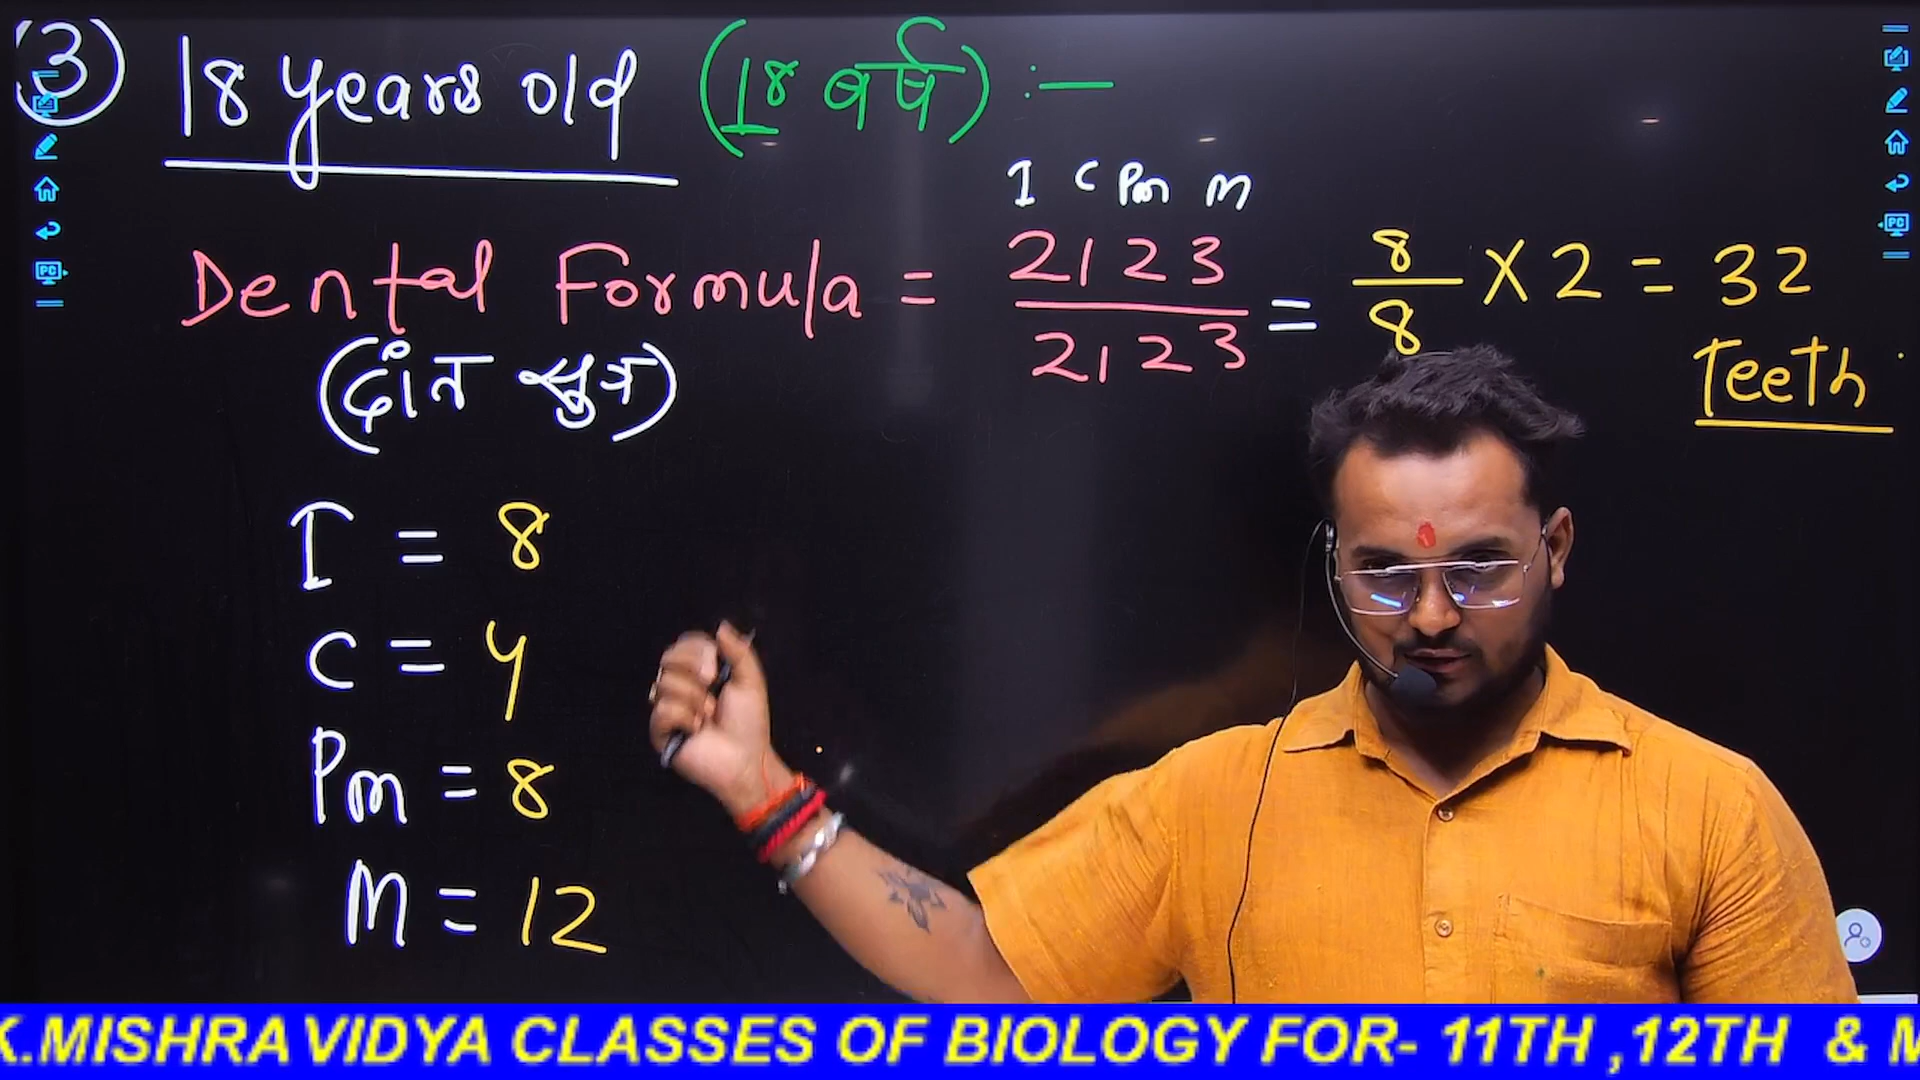 (3) 18 years old (18 वर्ष) :-
I C Pm M
Dental Formula = 2123/2123 = 8/8 X 2 = 32
Teeth
(दांत सुत्र)
I = 8
C = 4
Pm = 8
M = 12
K.MISHRA VIDYA CLASSES OF BIOLOGY FOR- 11TH ,12TH & M